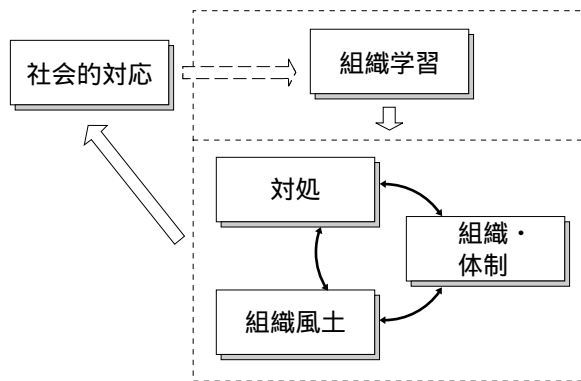 社会的対応
組織学習
対処
組織・
体制
組織風土